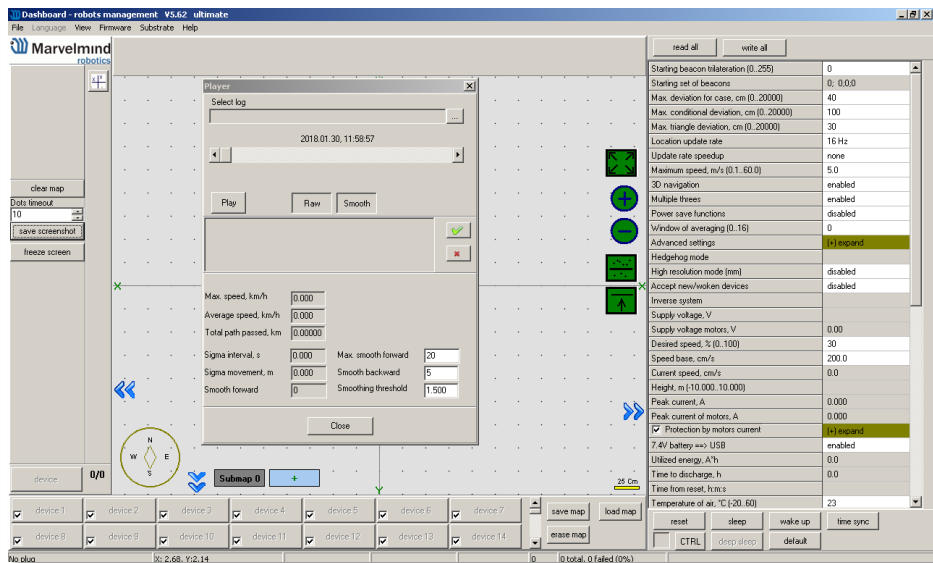 Dashboard - robots management V5.62 ultimate
File Language View Firmware Substrate Help
Marvelmind
robotics
clear map
Dots timeout
10
save screenshot
freeze screen
device 0/0
Player
Select log
...
2018.01.30, 11:58:57
Play Raw Smooth
Max. speed, km/h 0.000
Average speed, km/h 0.000
Total path passed, km 0.00000
Sigma interval, s 0.000 Max. smooth forward 20
Sigma movement, m 0.000 Smooth backward 5
Smooth forward 0 Smoothing threshold 1.500
Close
N
W E
S
Submap 0 +
25 Cm
X
Y
read all write all
Starting beacon trilateration (0..255) 0
Starting set of beacons 0; 0;0;0
Max. deviation for case, cm (0..20000) 40
Max. conditional deviation, cm (0..20000) 100
Max. triangle deviation, cm (0..20000) 30
Location update rate 16 Hz
Update rate speedup none
Maximum speed, m/s (0.1..60.0) 5.0
3D navigation enabled
Multiple threes enabled
Power save functions disabled
Window of averaging (0..16) 0
Advanced settings (+) expand
Hedgehog mode
High resolution mode (mm) disabled
Accept new/woken devices disabled
Inverse system
Supply voltage, V
Supply voltage motors, V 0.00
Desired speed, % (0..100) 30
Speed base, cm/s 200.0
Current speed, cm/s 0.0
Height, m (-10.000..10.000)
Peak current, A 0.000
Peak current of motors, A 0.000
Protection by motors current (+) expand
7.4V battery ==> USB enabled
Utilized energy, A*h 0.0
Time to discharge, h 0.0
Time from reset, h:m:s
Temperature of air, °C (-20..60) 23
device 1 device 2 device 3 device 4 device 5 device 6 device 7
device 8 device 9 device 10 device 11 device 12 device 13 device 14
save map load map
erase map
reset sleep wake up time sync
CTRL deep sleep default
No plug X: 2.68, Y:2.14 0 0 total, 0 failed (0%)